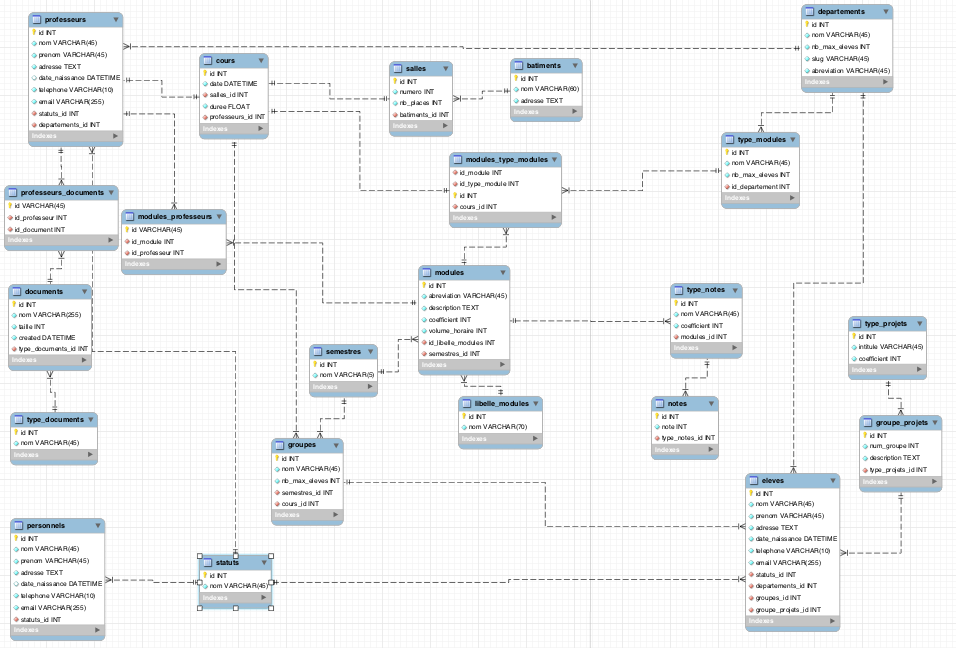 professeurs
id INT
nom VARCHAR(45)
prenom VARCHAR(45)
adresse TEXT
date_naissance DATETIME
telephone VARCHAR(10)
email VARCHAR(255)
statuts_id INT
departements_id INT
Indexes
cours
id INT
date DATETIME
salles_id INT
duree FLOAT
professeurs_id INT
Indexes
salles
id INT
numero INT
nb_places INT
batiments_id INT
Indexes
batiments
id INT
nom VARCHAR(60)
adresse TEXT
Indexes
departements
id INT
nom VARCHAR(45)
nb_max_eleves INT
slug VARCHAR(45)
abreviation VARCHAR(45)
Indexes
type_modules
id INT
nom VARCHAR(45)
nb_max_eleves INT
id_departement INT
Indexes
modules_type_modules
id_module INT
id_type_module INT
id INT
cours_id INT
Indexes
professeurs_documents
id VARCHAR(45)
id_professeur INT
id_document INT
Indexes
modules_professeurs
id VARCHAR(45)
id_module INT
id_professeur INT
Indexes
documents
id INT
nom VARCHAR(255)
taille INT
created DATETIME
type_documents_id INT
Indexes
modules
id INT
abreviation VARCHAR(45)
description TEXT
coefficient INT
volume_horaire INT
id_libelle_modules INT
semestres_id INT
Indexes
type_notes
id INT
nom VARCHAR(45)
coefficient INT
modules_id INT
Indexes
type_projets
id INT
intitule VARCHAR(45)
coefficient INT
Indexes
semestres
id INT
nom VARCHAR(5)
Indexes
libelle_modules
id INT
nom VARCHAR(70)
Indexes
notes
id INT
note INT
type_notes_id INT
Indexes
type_documents
id INT
nom VARCHAR(45)
Indexes
groupes
id INT
nom VARCHAR(45)
nb_max_eleves INT
semestres_id INT
cours_id INT
Indexes
groupe_projets
id INT
num_groupe INT
description TEXT
type_projets_id INT
Indexes
eleves
id INT
nom VARCHAR(45)
prenom VARCHAR(45)
adresse TEXT
date_naissance DATETIME
telephone VARCHAR(10)
email VARCHAR(255)
statuts_id INT
departements_id INT
groupes_id INT
groupe_projets_id INT
Indexes
personnels
id INT
nom VARCHAR(45)
prenom VARCHAR(45)
adresse TEXT
date_naissance DATETIME
telephone VARCHAR(10)
email VARCHAR(255)
statuts_id INT
Indexes
statuts
id INT
nom VARCHAR(45)
Indexes